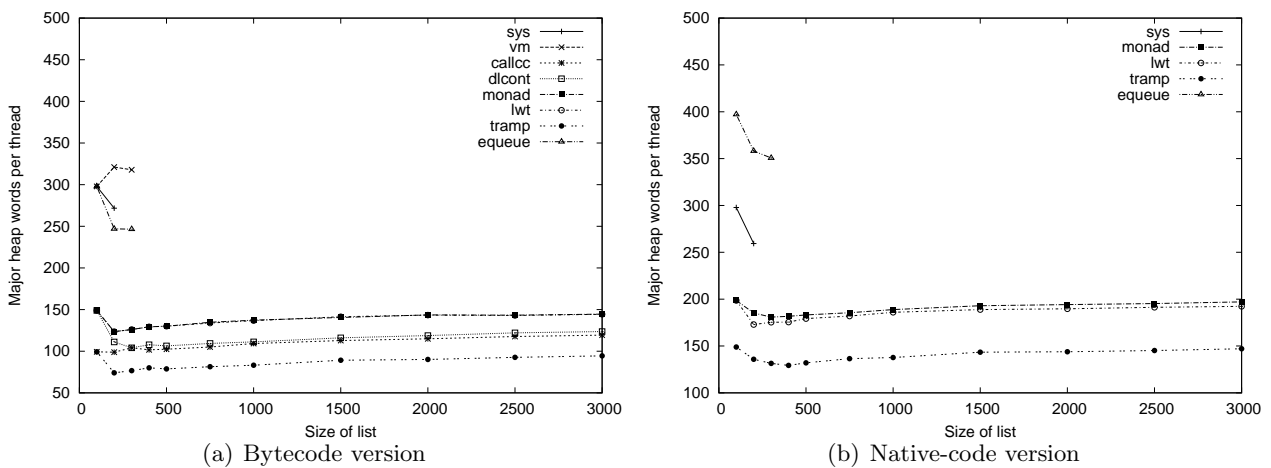 500
450
400
350
300
250
200
150
100
50
0 500 1000 1500 2000 2500 3000
Major heap words per thread
Size of list
sys
vm
callcc
dlcont
monad
lwt
tramp
equeue
(a) Bytecode version
500
450
400
350
300
250
200
150
100
0 500 1000 1500 2000 2500 3000
Major heap words per thread
Size of list
sys
monad
lwt
tramp
equeue
(b) Native-code version